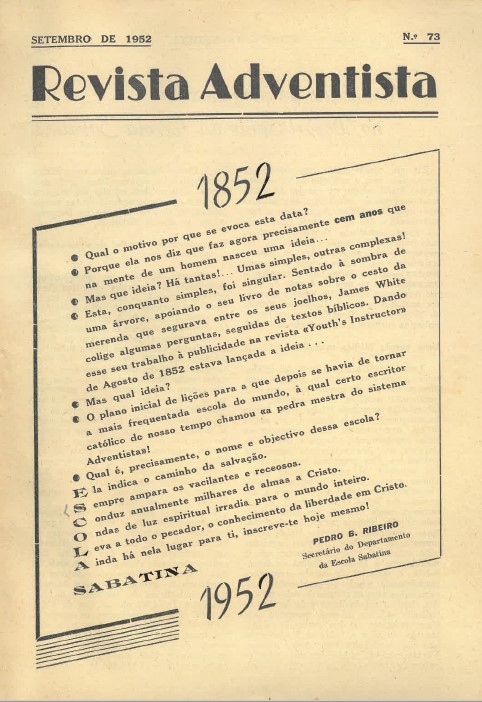 SETEMBRO DE 1952
N.º 73
Revista Adventista
1852
Qual o motivo por que se evoca esta data?
Porque ela nos diz que faz agora precisamente cem anos que
na mente de um homem nasceu uma ideia...
Mas que ideia? Há tantas!... Umas simples, outras complexas!
Esta, conquanto simples, foi singular. Sentado à sombra de
uma árvore, apoiando o seu livro de notas sobre o cesto da
merenda que segurava entre os seus joelhos, James White
colige algumas perguntas, seguidas de textos bíblicos. Dando
esse seu trabalho à publicidade na revista «Youth's Instructor»
de Agosto de 1852 estava lançada a ideia...
Mas qual ideia?
O plano inicial de lições para a que depois se havia de tornar
a mais frequentada escola do mundo, à qual certo escritor
católico do nosso tempo chamou «a pedra mestra do sistema
Adventista»!
Qual é, precisamente, o nome e objectivo dessa escola?
Ela indica o caminho da salvação.
Sempre ampara os vacilantes e receosos.
Conduz anualmente milhares de almas a Cristo.
Ondas de luz espiritual irradia para o mundo inteiro.
Leva a todo o pecador, o conhecimento da liberdade em Cristo.
Ainda há nela lugar para ti, inscreve-te hoje mesmo!
SABATINA
PEDRO B. RIBEIRO
Secretário do Departamento
da Escola Sabatina
1952